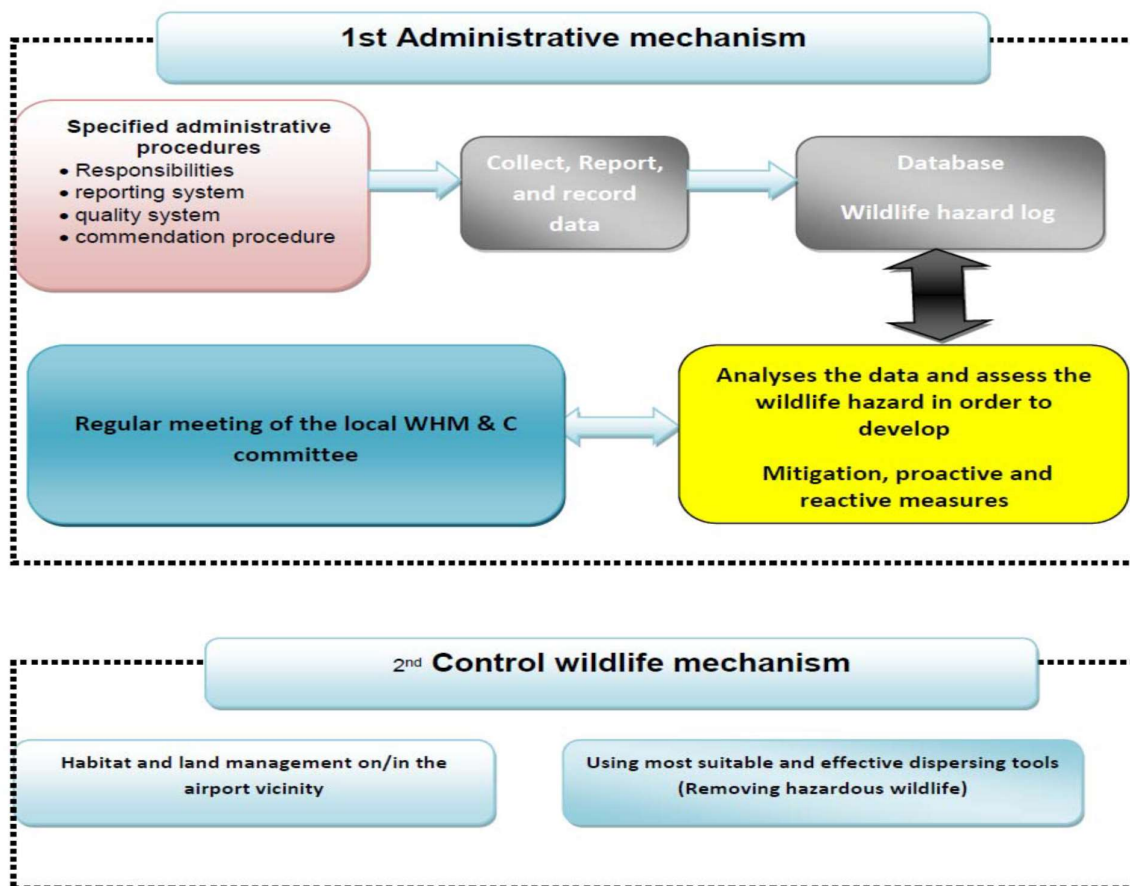 1st Administrative mechanism
Specified administrative
procedures
• Responsibilities
• reporting system
• quality system
• commendation procedure
Collect, Report,
and record
data
Database
Wildlife hazard log
Regular meeting of the local WHM & C
committee
Analyses the data and assess the
wildlife hazard in order to
develop
Mitigation, proactive and
reactive measures
2nd Control wildlife mechanism
Habitat and land management on/in the
airport vicinity
Using most suitable and effective dispersing tools
(Removing hazardous wildlife)